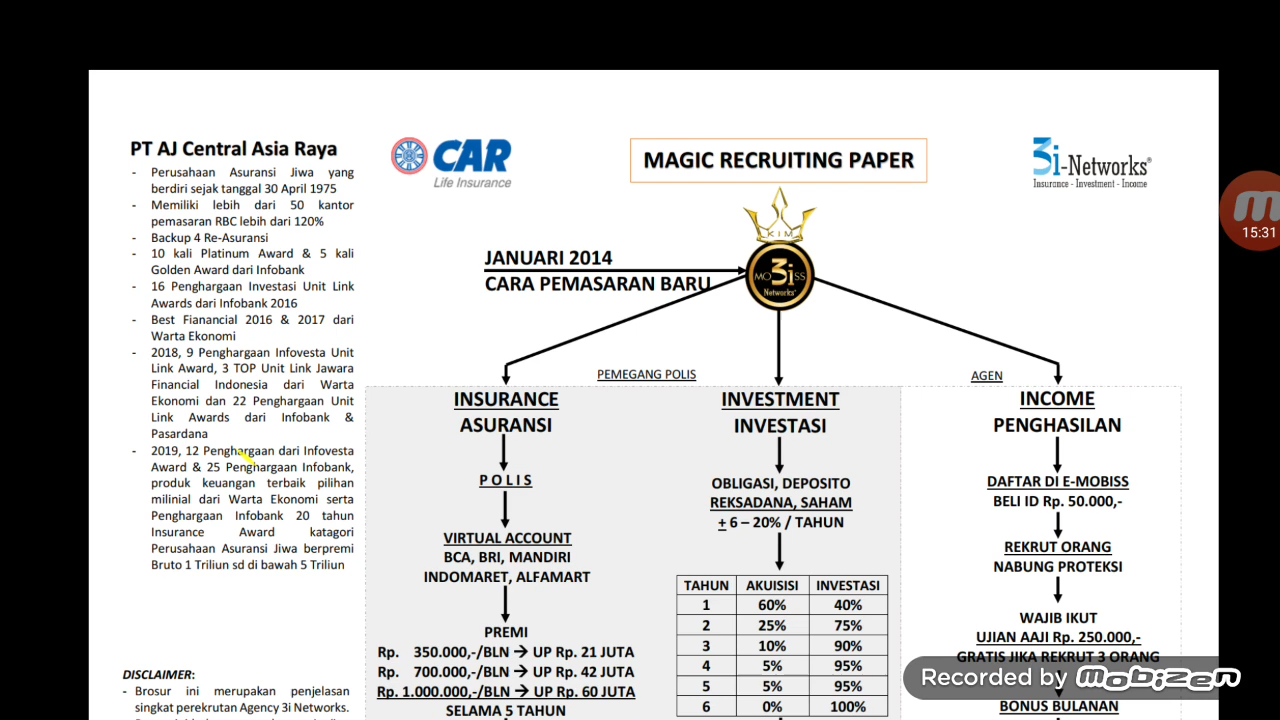 PT AJ Central Asia Raya
- Perusahaan Asuransi Jiwa yang
berdiri sejak tanggal 30 April 1975
- Memiliki lebih dari 50 kantor
pemasaran RBC lebih dari 120%
- Backup 4 Re-Asuransi
- 10 kali Platinum Award & 5 kali
Golden Award dari Infobank
- 16 Penghargaan Investasi Unit Link
Awards dari Infobank 2016
- Best Fianancial 2016 & 2017 dari
Warta Ekonomi
- 2018, 9 Penghargaan Infovesta Unit
Link Award, 3 TOP Unit Link Jawara
Financial Indonesia dari Warta
Ekonomi dan 22 Penghargaan Unit
Link Awards dari Infobank &
Pasardana
- 2019, 12 Penghargaan dari Infovesta
Award & 25 Penghargaan Infobank,
produk keuangan terbaik pilihan
milinial dari Warta Ekonomi serta
Penghargaan Infobank 20 tahun
Insurance Award katagori
Perusahaan Asuransi Jiwa berpremi
Bruto 1 Triliun sd di bawah 5 Triliun
DISCLAIMER:
- Brosur ini merupakan penjelasan
singkat perekrutan Agency 3i Networks.
CAR
Life Insurance
MAGIC RECRUITING PAPER
3i-Networks®
Insurance - Investment - Income
KIM
MO3iSS
Networks®
JANUARI 2014
CARA PEMASARAN BARU
PEMEGANG POLIS
AGEN
INSURANCE
ASURANSI
POLIS
VIRTUAL ACCOUNT
BCA, BRI, MANDIRI
INDOMARET, ALFAMART
PREMI
Rp. 350.000,-/BLN → UP Rp. 21 JUTA
Rp. 700.000,-/BLN → UP Rp. 42 JUTA
Rp. 1.000.000,-/BLN → UP Rp. 60 JUTA
SELAMA 5 TAHUN
INVESTMENT
INVESTASI
OBLIGASI, DEPOSITO
REKSADANA, SAHAM
+ 6 – 20% / TAHUN
TAHUN AKUISISI INVESTASI
1 60% 40%
2 25% 75%
3 10% 90%
4 5% 95%
5 5% 95%
6 0% 100%
INCOME
PENGHASILAN
DAFTAR DI E-MOBISS
BELI ID Rp. 50.000,-
REKRUT ORANG
NABUNG PROTEKSI
WAJIB IKUT
UJIAN AAJI Rp. 250.000,-
GRATIS JIKA REKRUT 3 ORANG
BONUS BULANAN
15:31
Recorded by mobizen